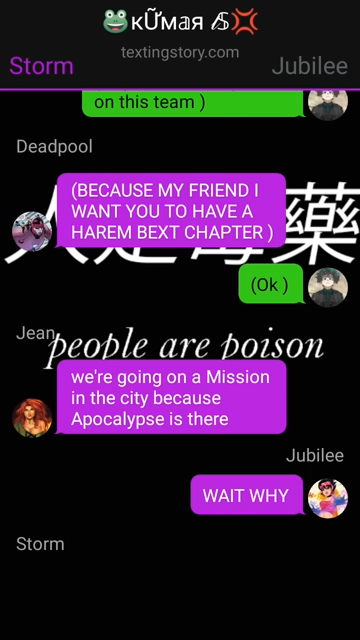 🐸кỮмaя 💢
textingstory.com
Storm Jubilee
on this team )
Deadpool
(BECAUSE MY FRIEND I
WANT YOU TO HAVE A
HAREM BEXT CHAPTER )
人是毒藥
(Ok )
Jean
people are poison
we're going on a Mission
in the city because
Apocalypse is there
Jubilee
WAIT WHY
Storm